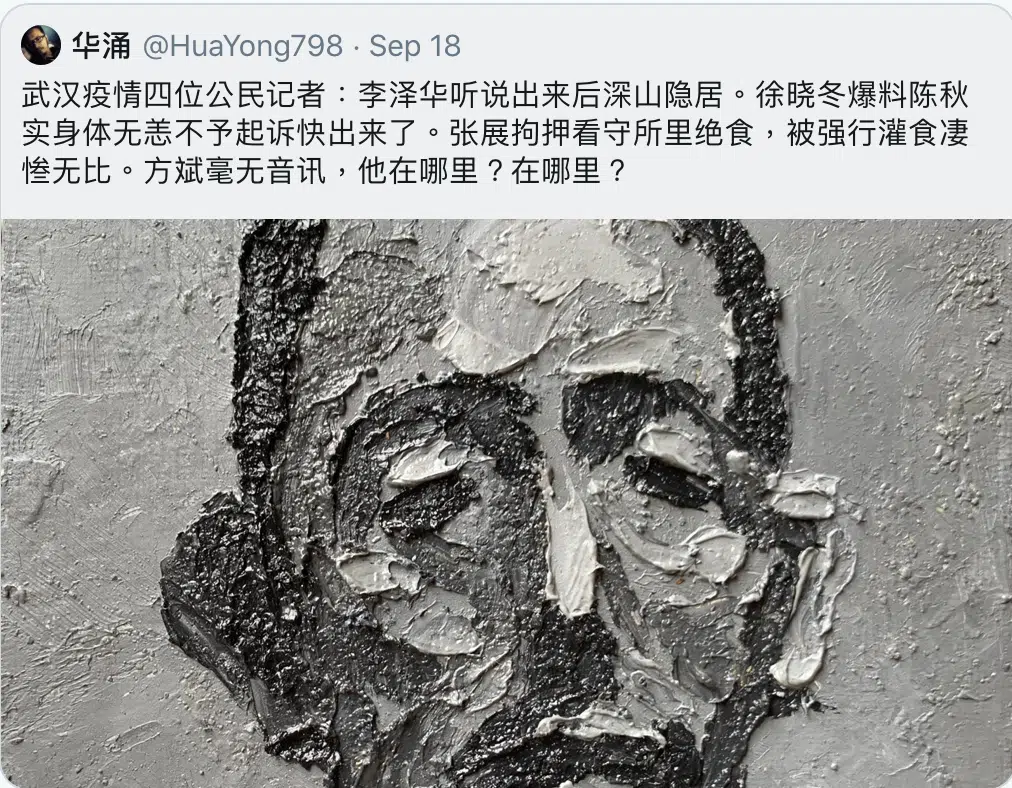 华涌 @HuaYong798 · Sep 18
武汉疫情四位公民记者：李泽华听说出来后深山隐居。徐晓冬爆料陈秋
实身体无恙不予起诉快出来了。张展拘押看守所里绝食，被强行灌食凄
惨无比。方斌毫无音讯，他在哪里？在哪里？